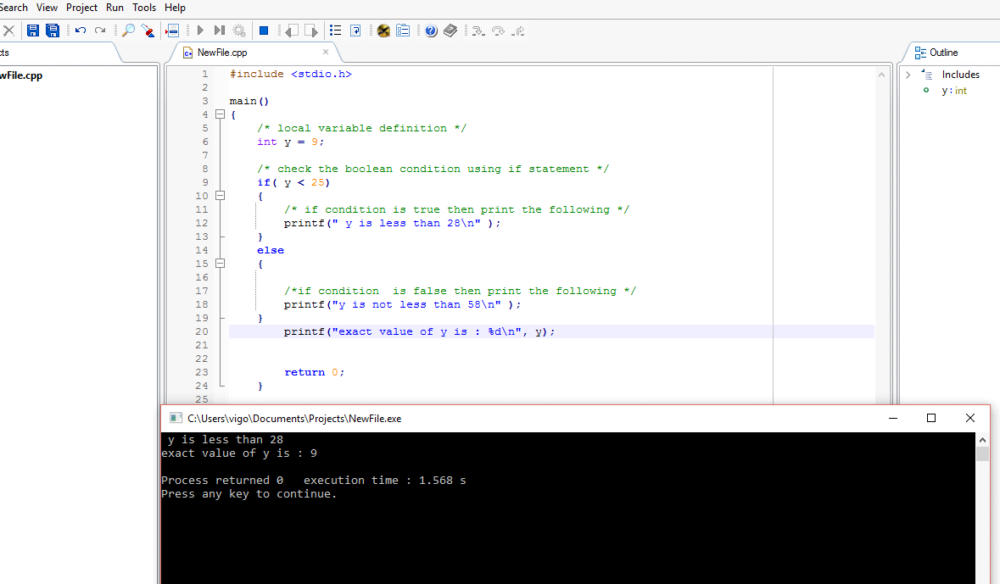 Search View Project Run Tools Help
cts
NewFile.cpp
Outline
wFile.cpp
Includes
y : int
1 #include <stdio.h>
2
3 main()
4 {
5 /* local variable definition */
6 int y = 9;
7
8 /* check the boolean condition using if statement */
9 if( y < 25)
10 {
11 /* if condition is true then print the following */
12 printf(" y is less than 28\n" );
13 }
14 else
15 {
16
17 /*if condition  is false then print the following */
18 printf("y is not less than 58\n" );
19 }
20 printf("exact value of y is : %d\n", y);
21
22
23 return 0;
24 }
25
C:\Users\vigo\Documents\Projects\NewFile.exe
y is less than 28
exact value of y is : 9
Process returned 0   execution time : 1.568 s
Press any key to continue.